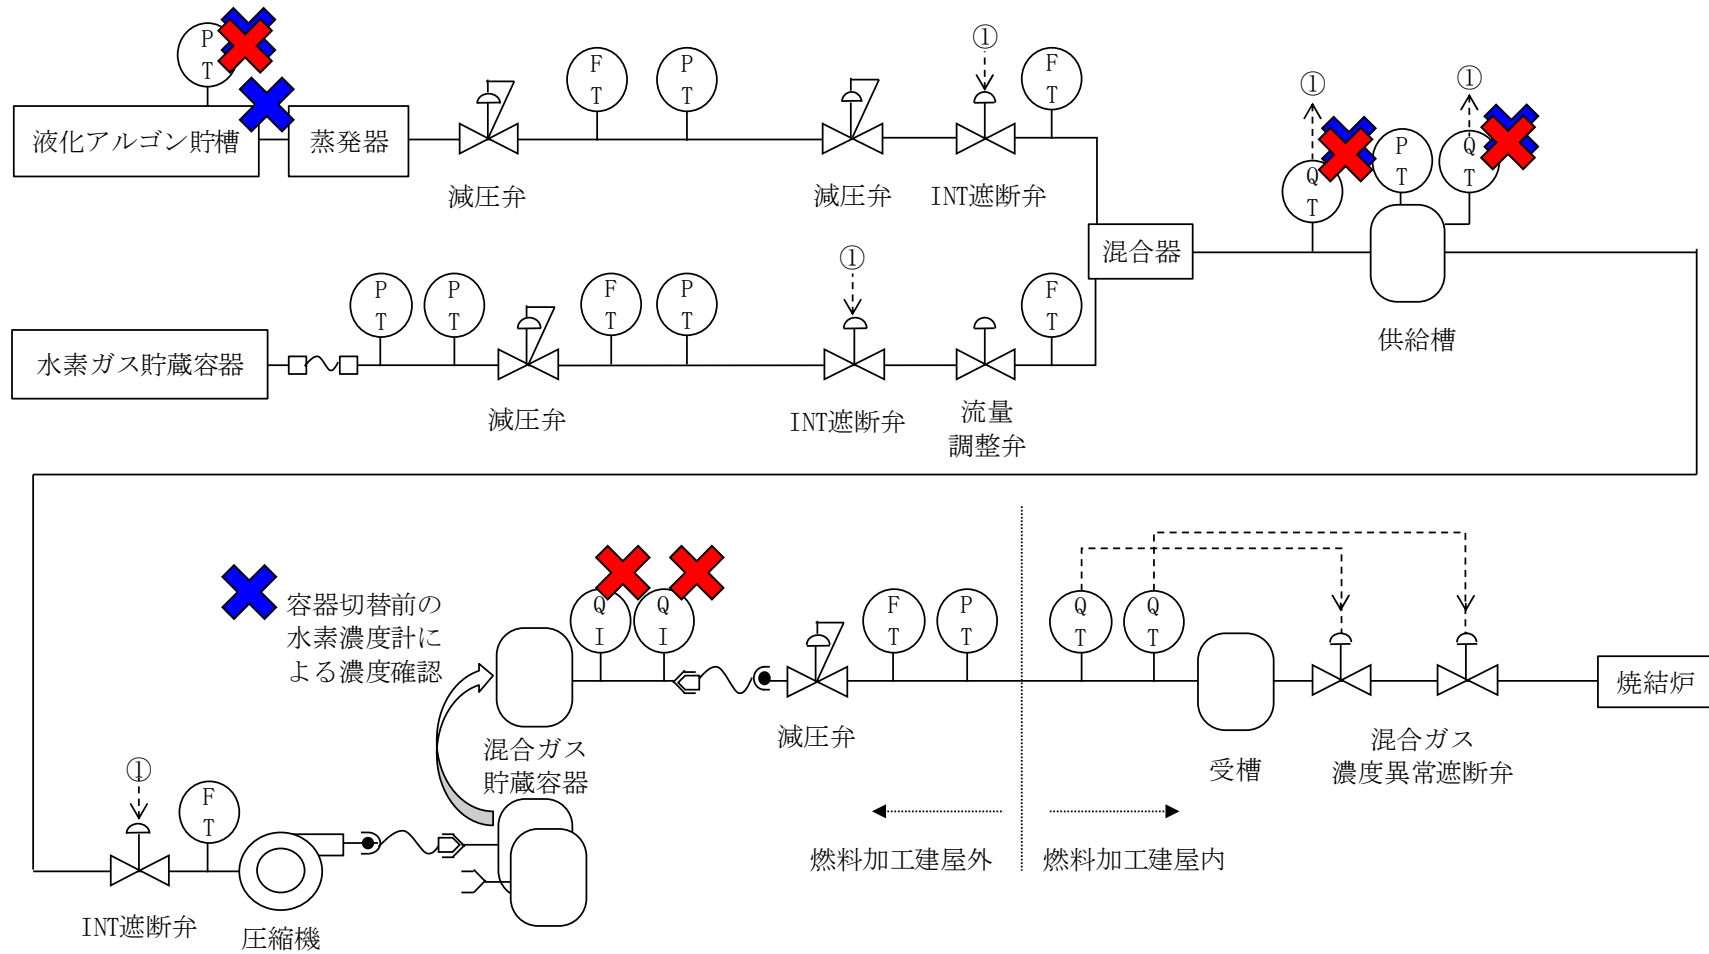 P
T
F
T
P
T
①
F
T
①
①
液化アルゴン貯槽
蒸発器
Q
T
P
T
Q
T
減圧弁
減圧弁
INT遮断弁
混合器
①
P
T
P
T
F
T
P
T
F
T
供給槽
水素ガス貯蔵容器
減圧弁
INT遮断弁
流量
調整弁
容器切替前の
水素濃度計に
よる濃度確認
Q
I
Q
I
F
T
P
T
Q
T
Q
T
焼結炉
混合ガス
貯蔵容器
減圧弁
受槽
混合ガス
濃度異常遮断弁
①
F
T
燃料加工建屋外
燃料加工建屋内
INT遮断弁
圧縮機